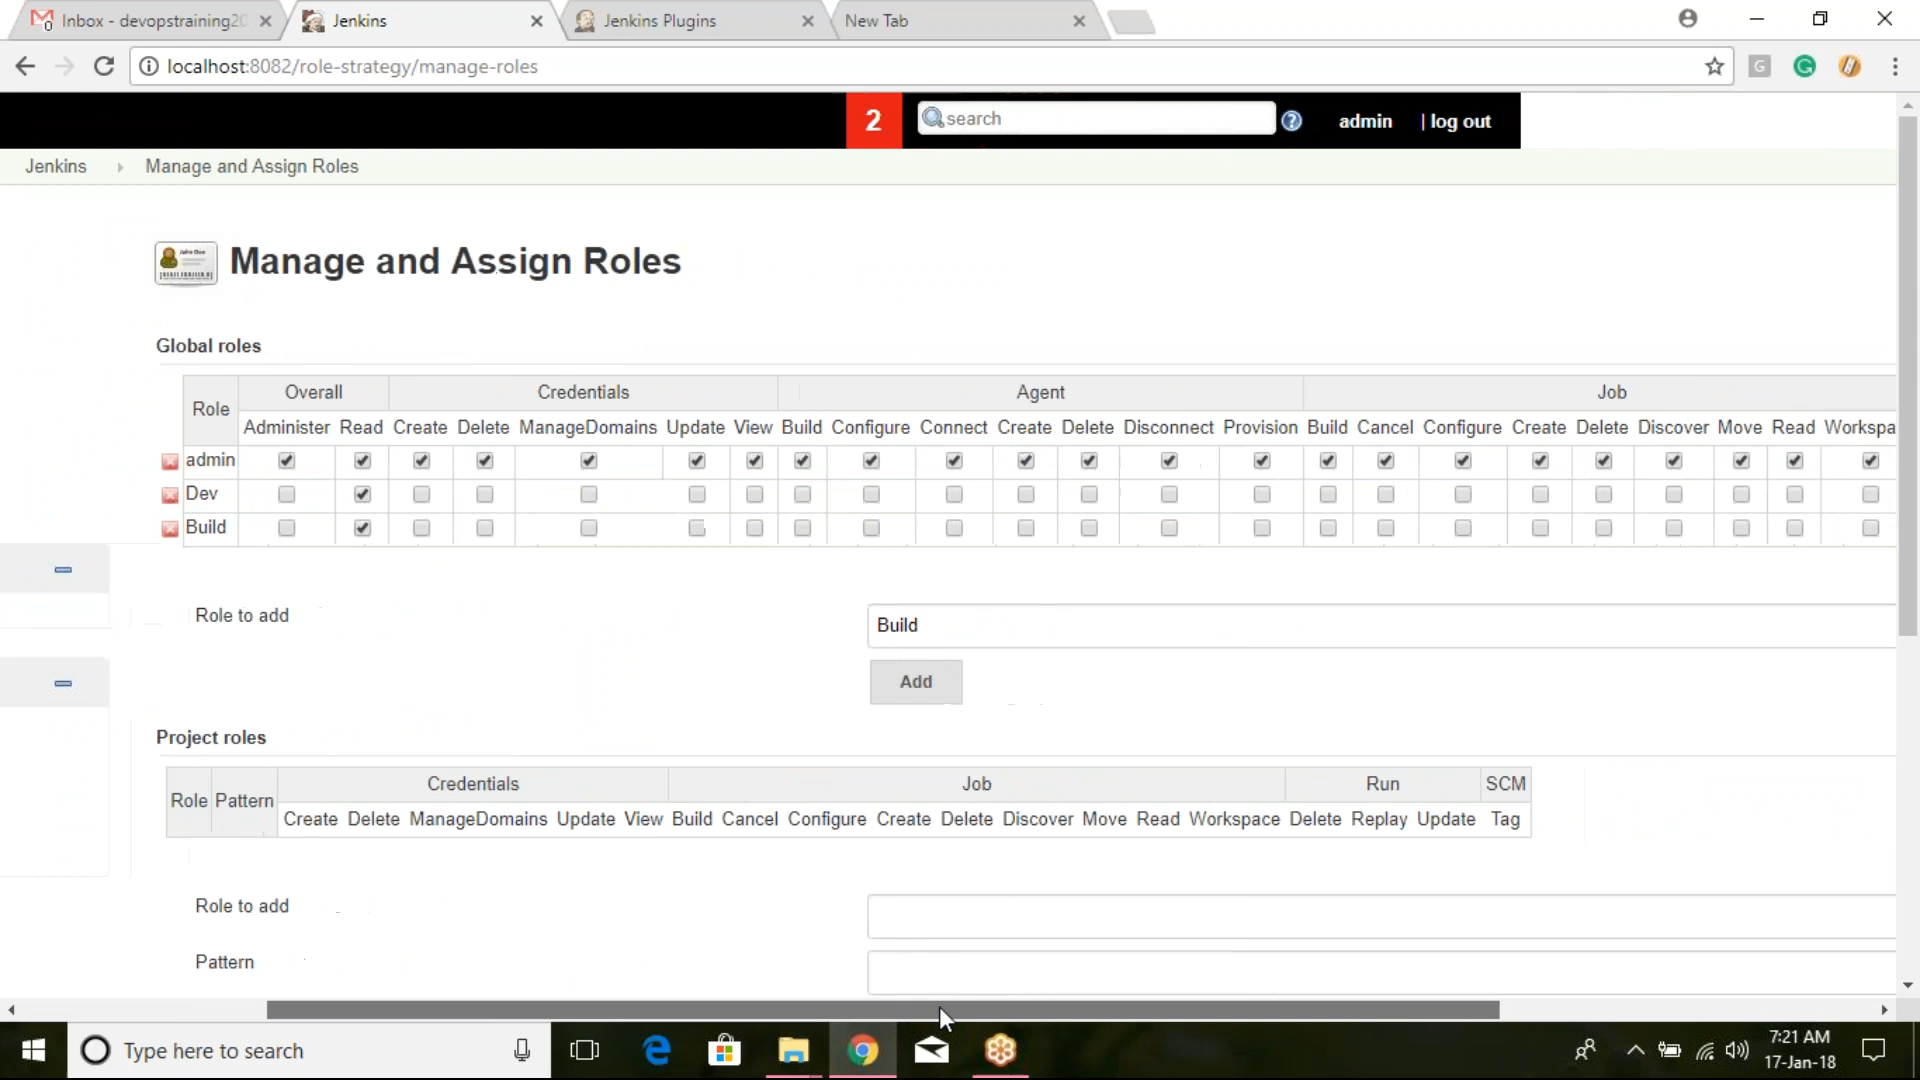 Inbox - devopstraining20
Jenkins
Jenkins Plugins
New Tab
localhost:8082/role-strategy/manage-roles
2
search
admin
| log out
Jenkins
Manage and Assign Roles
Manage and Assign Roles
Global roles
Role
Overall
Credentials
Agent
Job
Administer Read Create Delete ManageDomains Update View Build Configure Connect Create Delete Disconnect Provision Build Cancel Configure Create Delete Discover Move Read Workspa
admin
Dev
Build
Role to add
Build
Add
Project roles
Role Pattern
Credentials
Job
Run
SCM
Create Delete ManageDomains Update View Build Cancel Configure Create Delete Discover Move Read Workspace Delete Replay Update Tag
Role to add
Pattern
Type here to search
7:21 AM
17-Jan-18